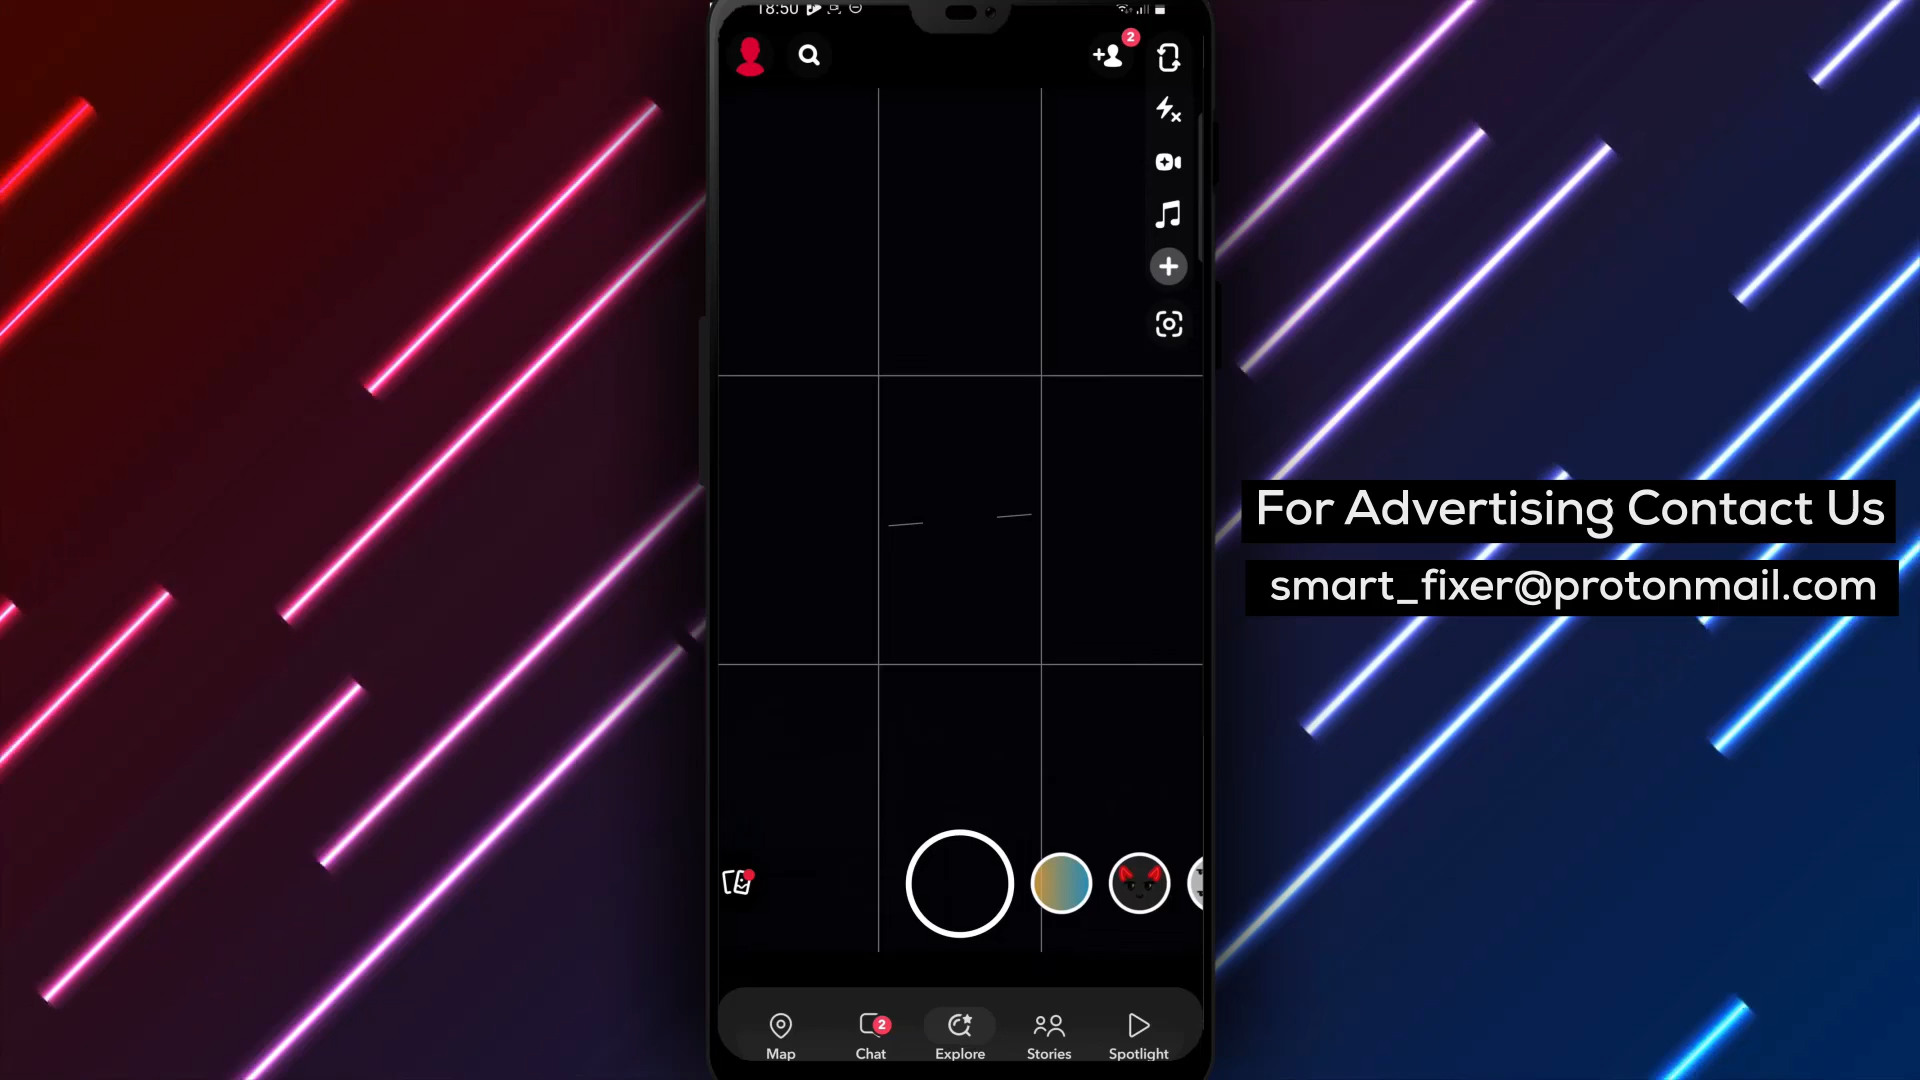 18:50
2
For Advertising Contact Us
smart_fixer@protonmail.com
2
Map Chat Explore Stories Spotlight